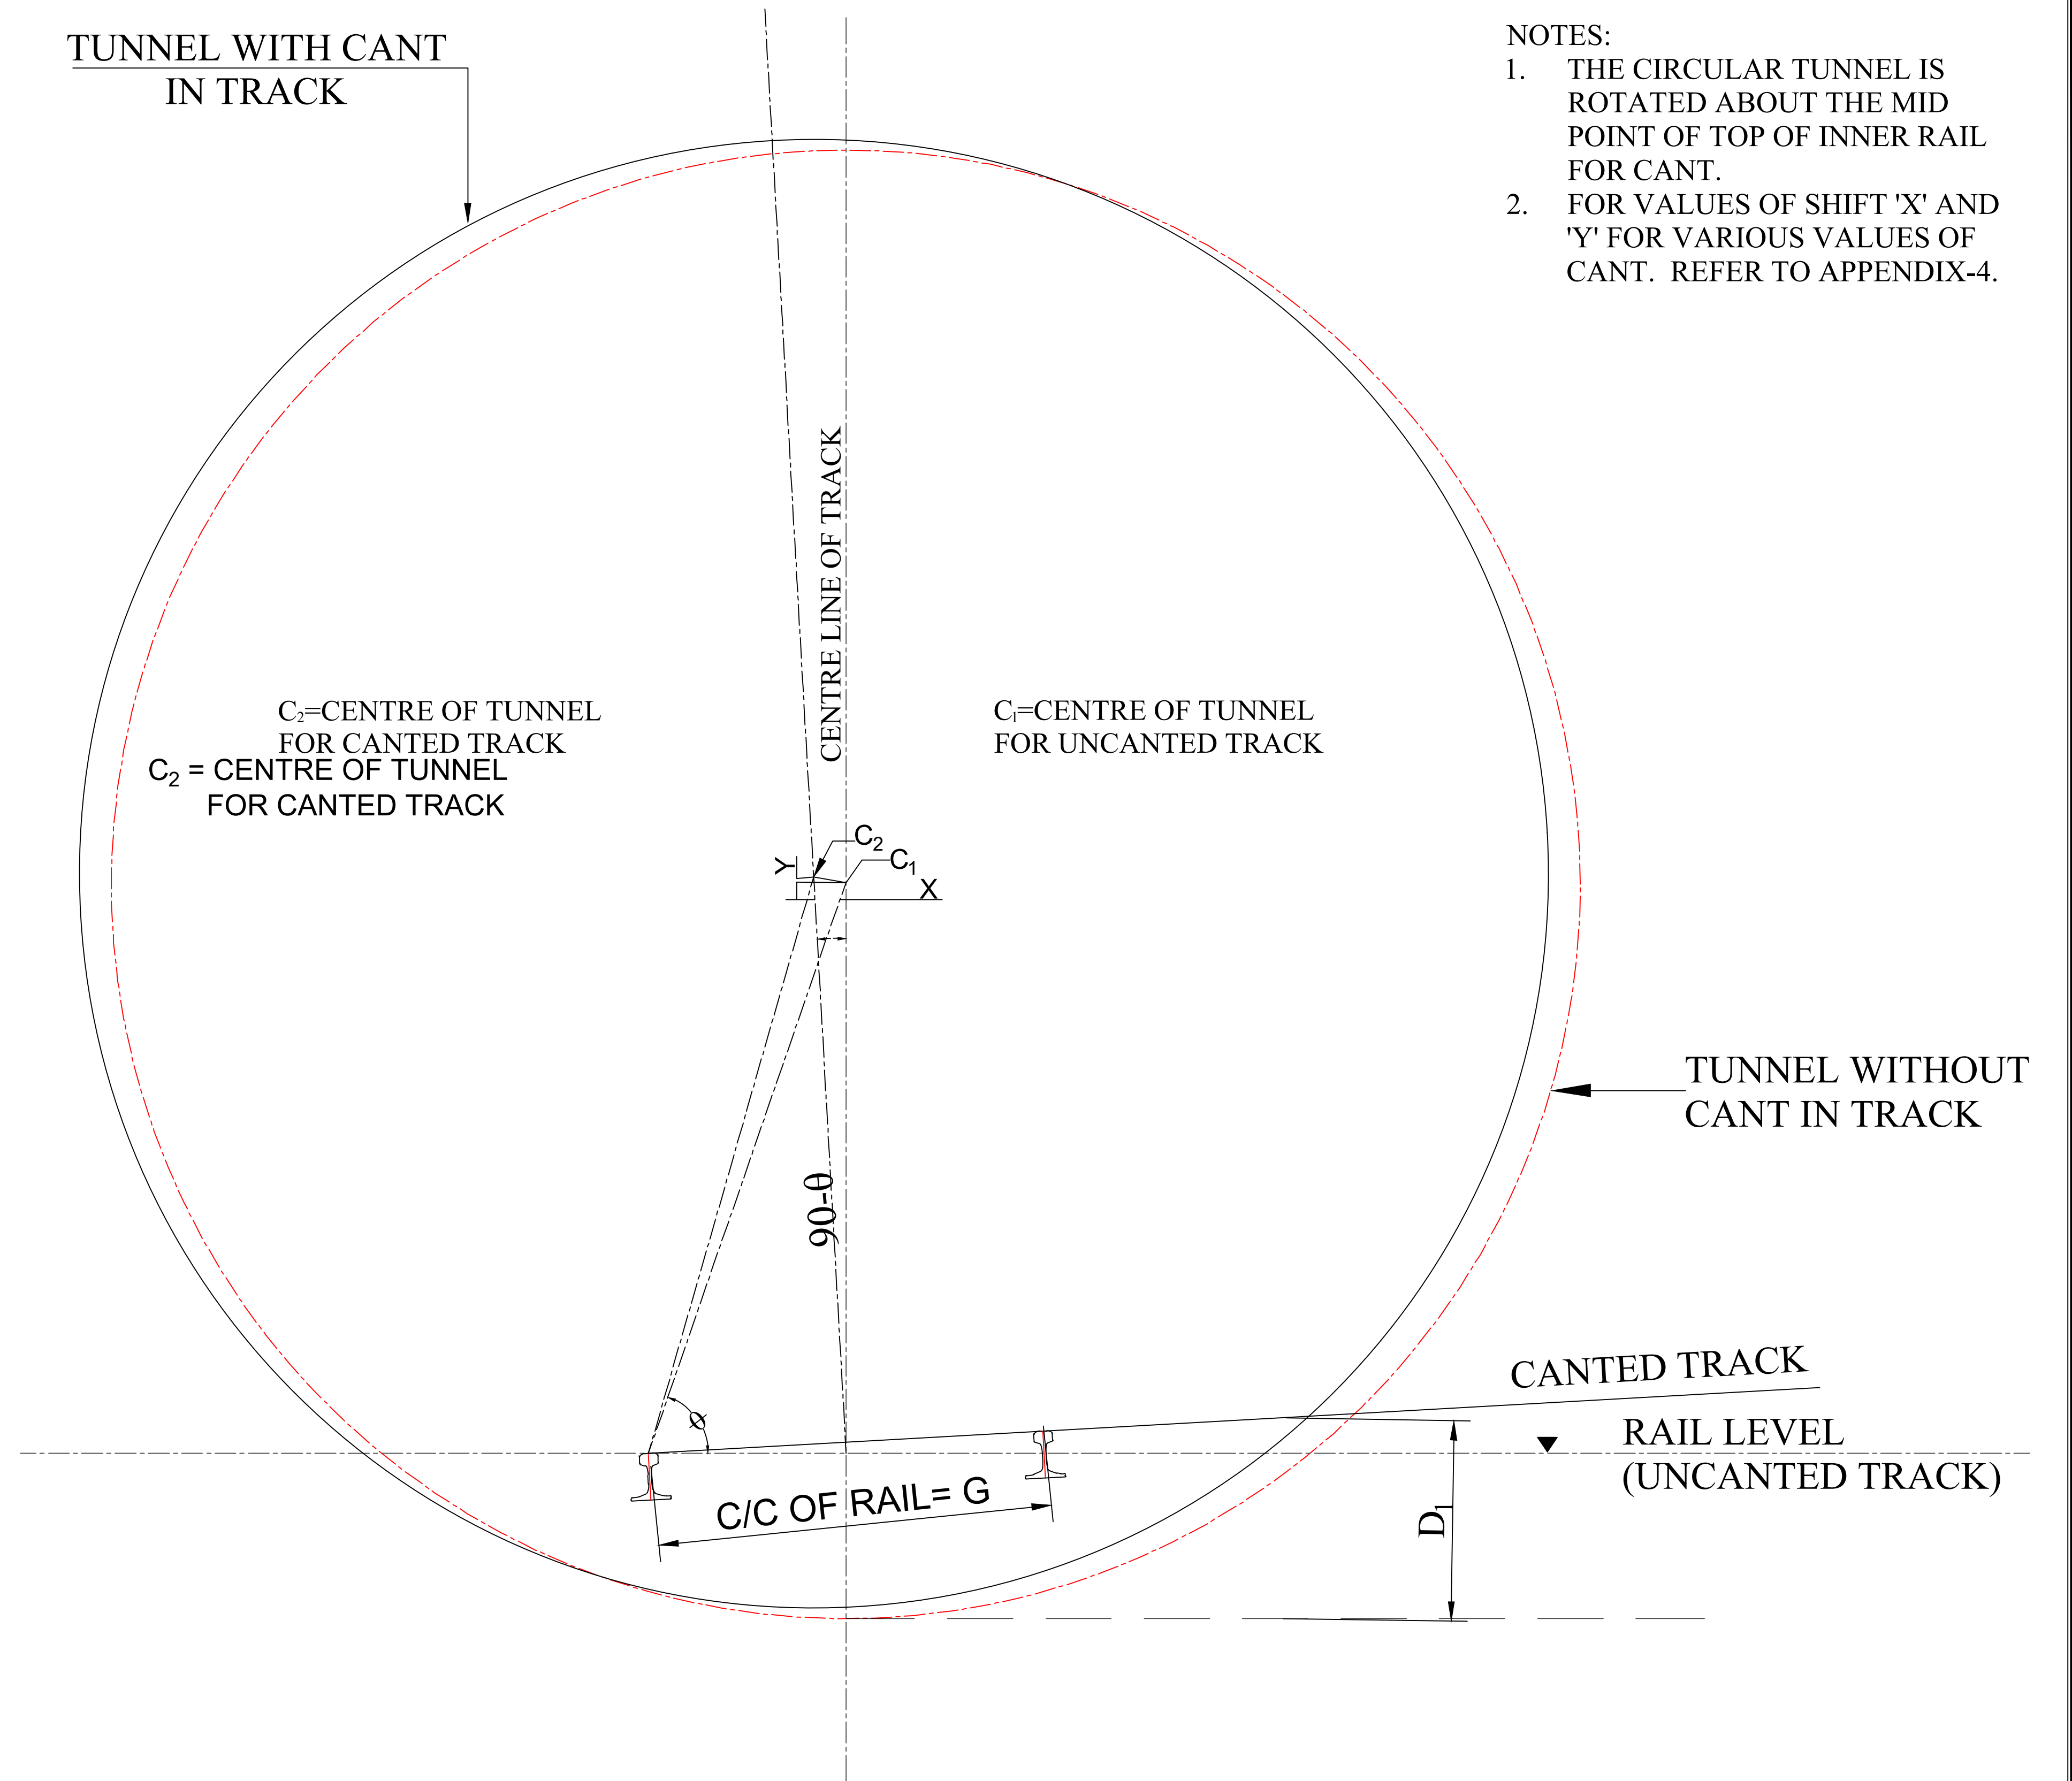 TUNNEL WITH CANT
IN TRACK
NOTES:
1. THE CIRCULAR TUNNEL IS
ROTATED ABOUT THE MID
POINT OF TOP OF INNER RAIL
FOR CANT.
2. FOR VALUES OF SHIFT 'X' AND
'Y' FOR VARIOUS VALUES OF
CANT. REFER TO APPENDIX-4.
CENTRE LINE OF TRACK
C₂=CENTRE OF TUNNEL
FOR CANTED TRACK
C₂ = CENTRE OF TUNNEL
FOR CANTED TRACK
C₁=CENTRE OF TUNNEL
FOR UNCANTED TRACK
C₂
C₁
Y
X
TUNNEL WITHOUT
CANT IN TRACK
90-θ
CANTED TRACK
RAIL LEVEL
(UNCANTED TRACK)
θ
C/C OF RAIL= G
D₁